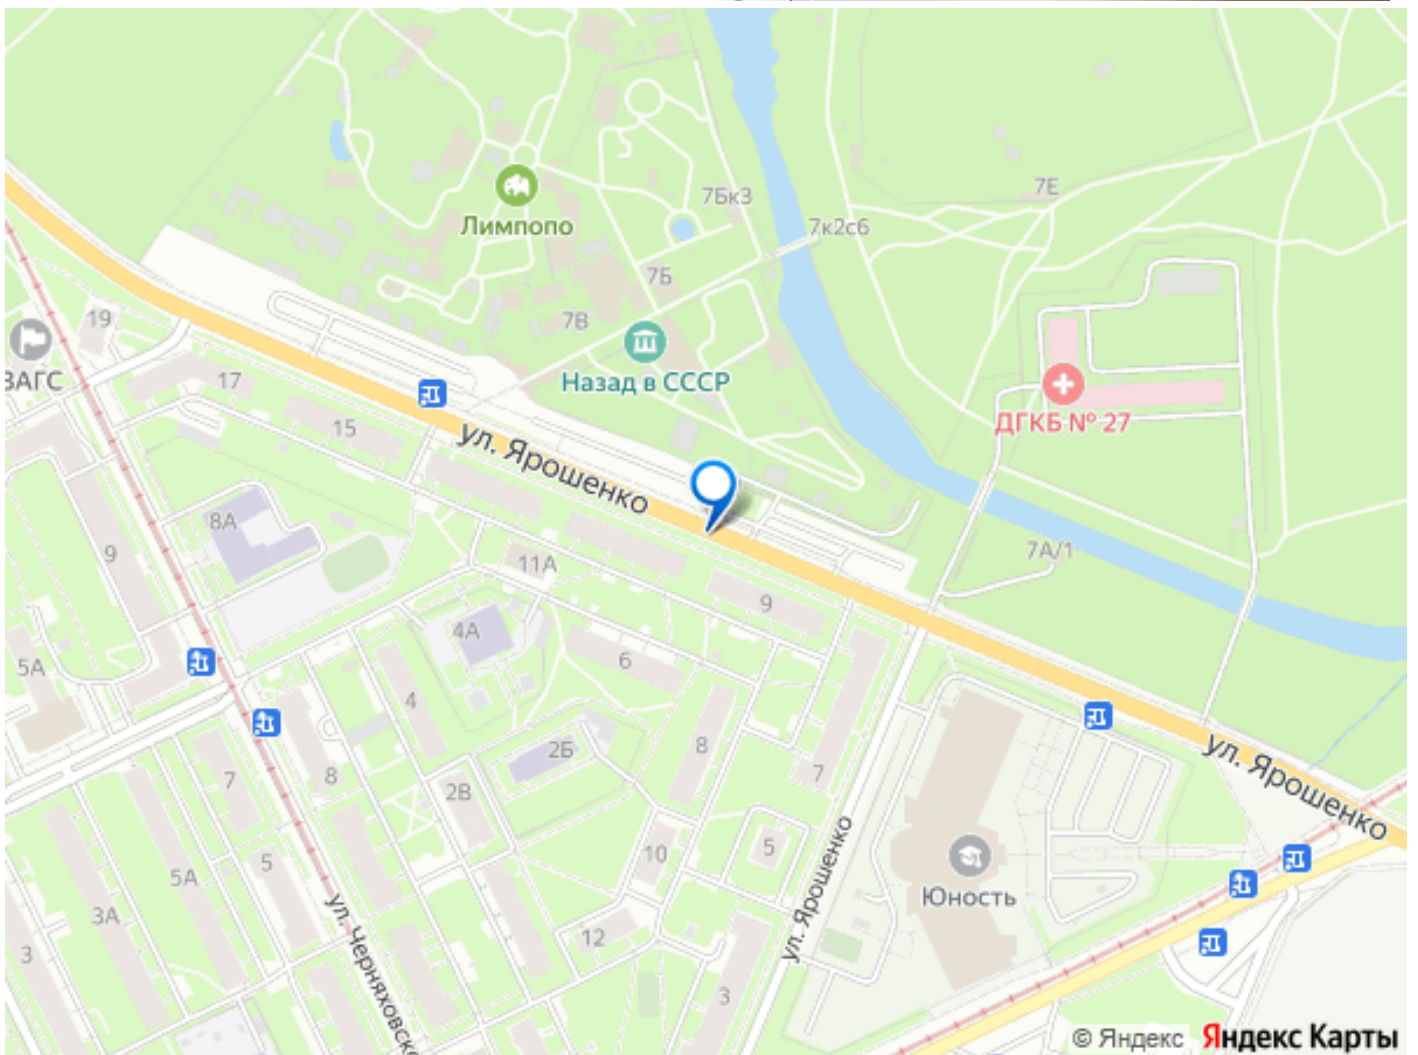 7Е
7Бк3
Лимпопо
7к2с6
7Б
7В
19
Назад в СССР
ЗАГС
17
ДГКБ № 27
15
ул. Ярошенко
8А
9
11А
7А/1
9
4А
6
5А
4
8
2Б
ул. Ярошенко
7
8
2В
7
10
5
5
5А
Юность
3А
ул. Ярошенко
ул. Черняховско
12
3
3
© Яндекс Яндекс Карты